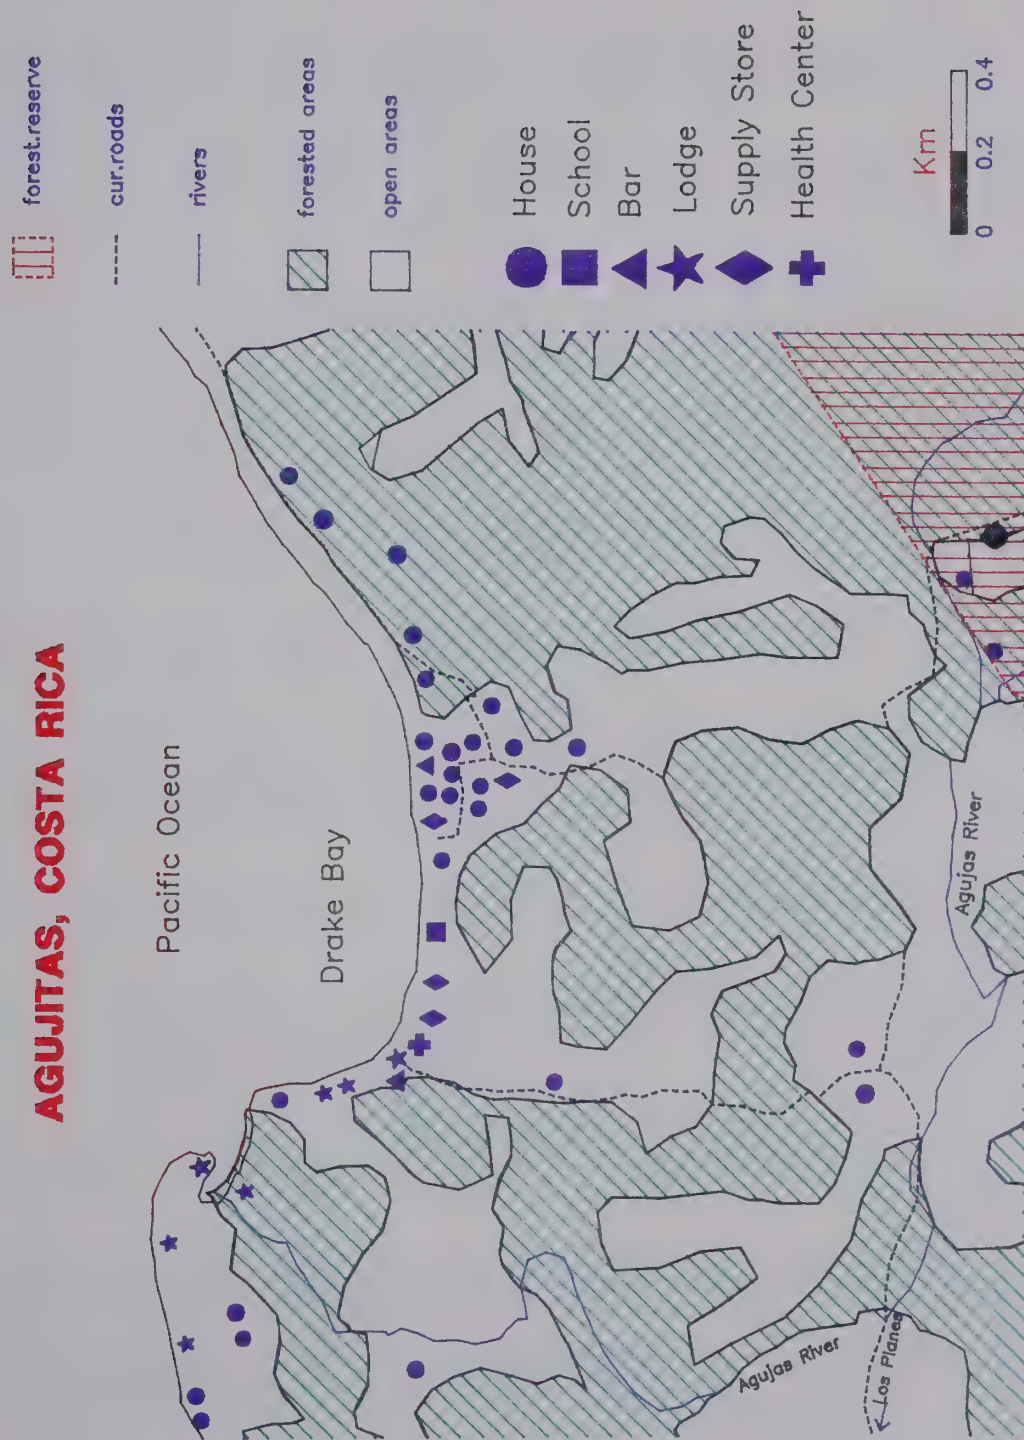 AGUJITAS, COSTA RICA
Pacific Ocean
Drake Bay
Agujas River
Agujas River
Los Planes
forest.reserve
cur.roads
rivers
forested areas
open areas
House
School
Bar
Lodge
Supply Store
Health Center
Km
0 0.2 0.4